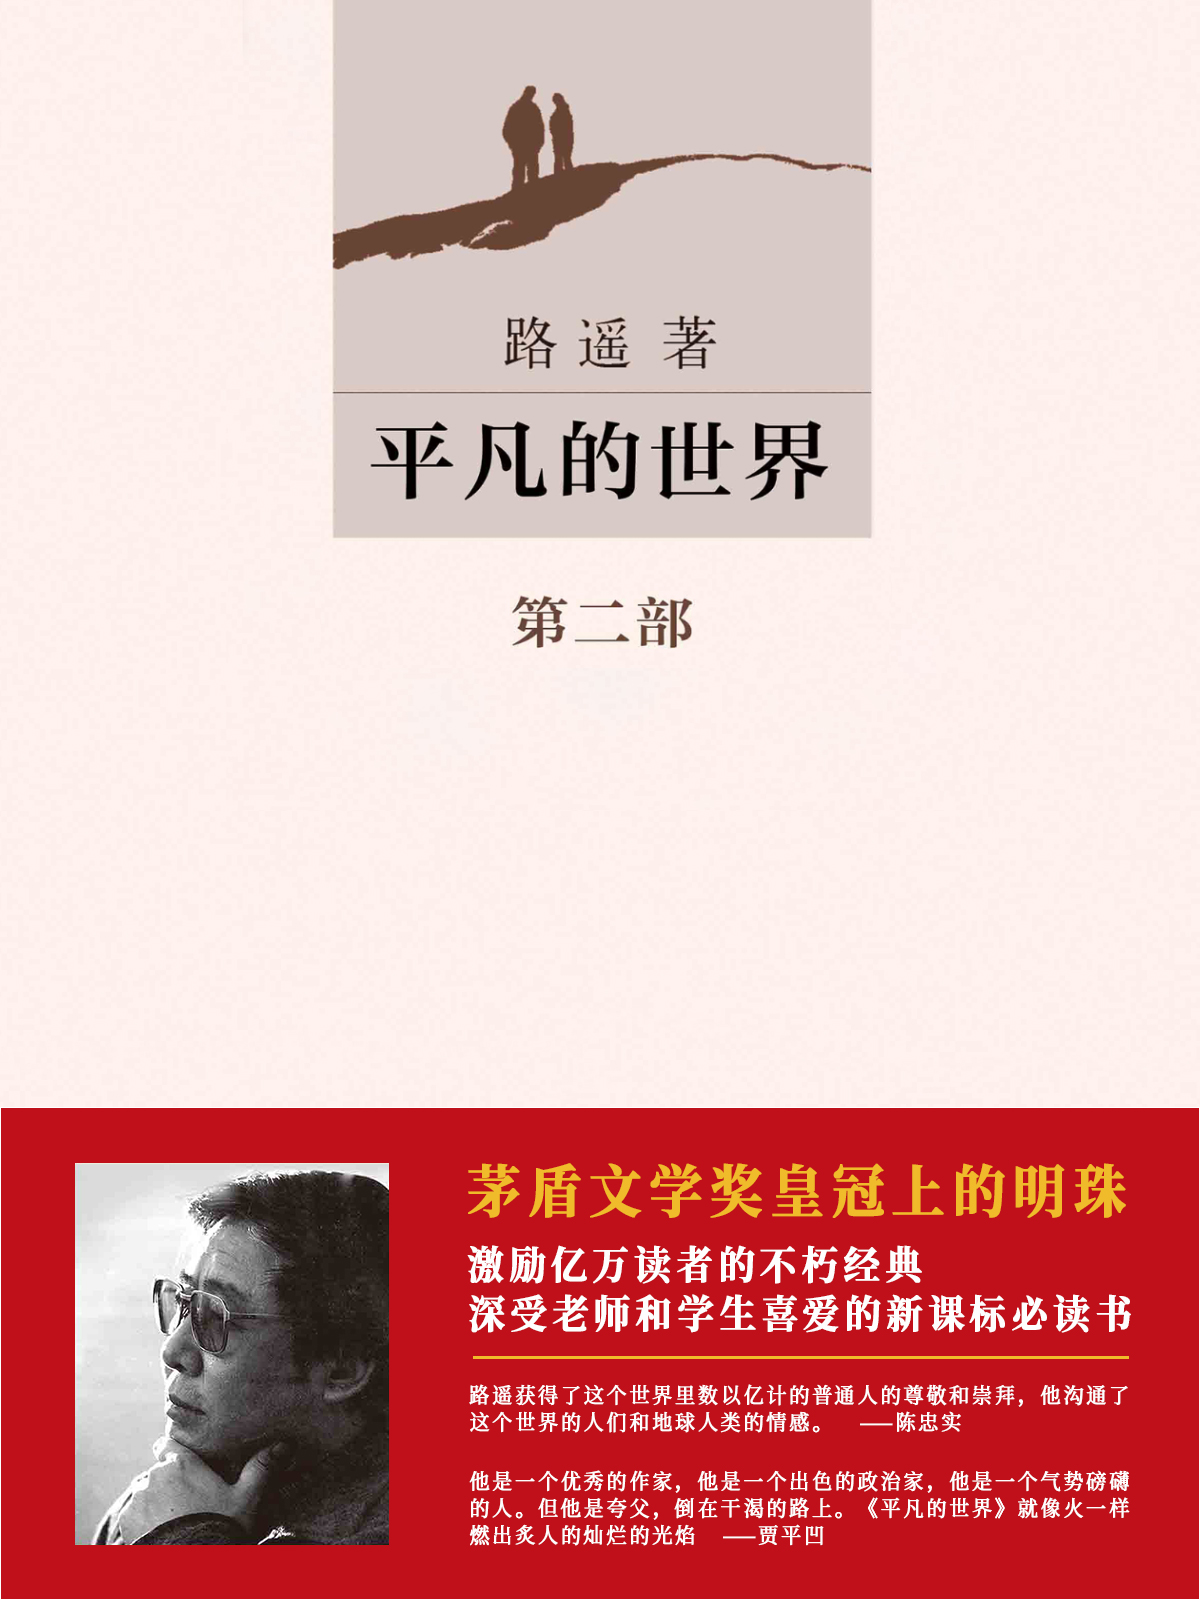 路遥 著
平凡的世界
第二部
茅盾文学奖皇冠上的明珠
激励亿万读者的不朽经典
深受老师和学生喜爱的新课标必读书
路遥获得了这个世界里数以亿计的普通人的尊敬和崇拜，他沟通了
这个世界的人们和地球人类的情感。 ——陈忠实
他是一个优秀的作家，他是一个出色的政治家，他是一个气势磅礴
的人。但他是夸父，倒在干渴的路上。《平凡的世界》就像火一样
燃出炙人的灿烂的光焰 ——贾平凹